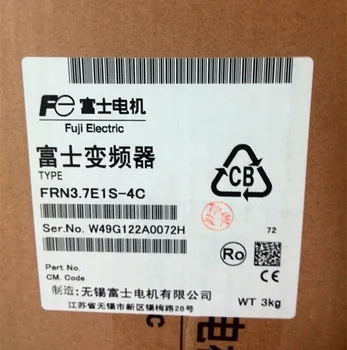 Fe 富士电机
Fuji Electric
富士变频器
TYPE
FRN3.7E1S-4C
CB
Ser.No. W49G122A0072H
72
Part No.
CM. Code
Ro
制造:无锡富士电机有限公司
江苏省无锡市新区锡梅路28号
WT 3kg
电
C